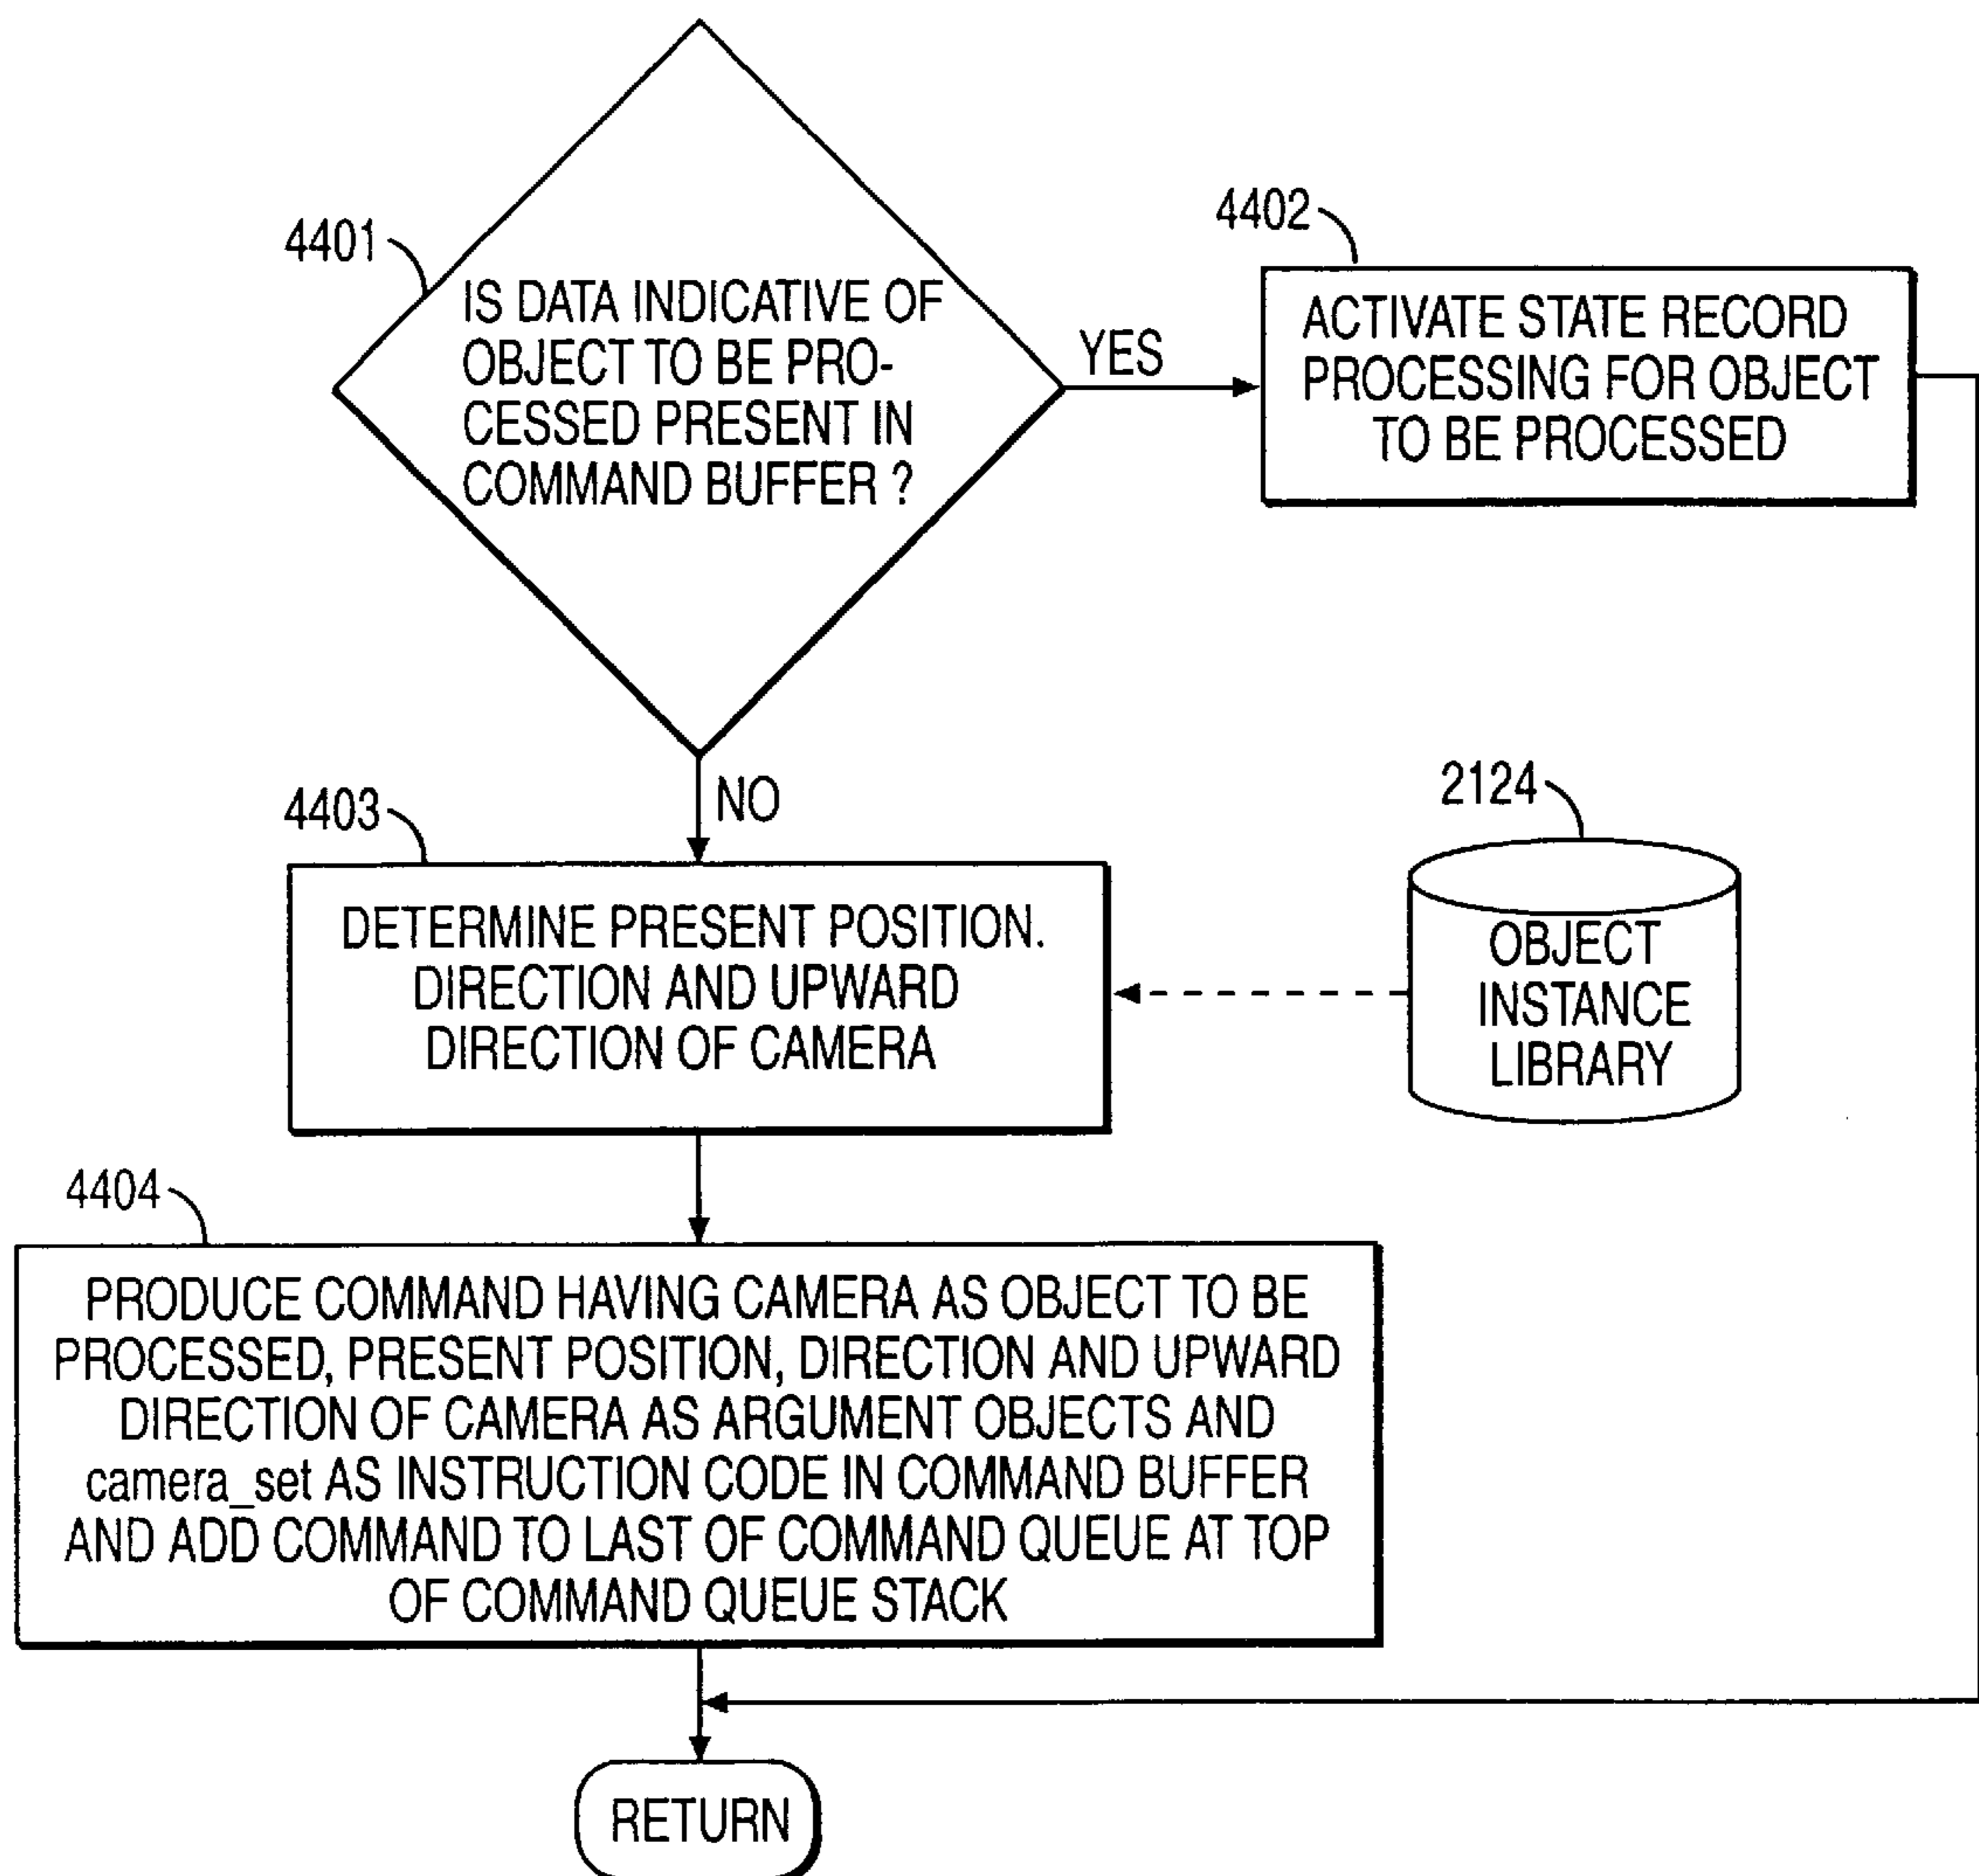 4401
IS DATA INDICATIVE OF
OBJECT TO BE PRO-
CESSED PRESENT IN
COMMAND BUFFER ?
YES
4402
ACTIVATE STATE RECORD
PROCESSING FOR OBJECT
TO BE PROCESSED
NO
4403
DETERMINE PRESENT POSITION.
DIRECTION AND UPWARD
DIRECTION OF CAMERA
2124
OBJECT
INSTANCE
LIBRARY
4404
PRODUCE COMMAND HAVING CAMERA AS OBJECT TO BE
PROCESSED, PRESENT POSITION, DIRECTION AND UPWARD
DIRECTION OF CAMERA AS ARGUMENT OBJECTS AND
camera_set AS INSTRUCTION CODE IN COMMAND BUFFER
AND ADD COMMAND TO LAST OF COMMAND QUEUE AT TOP
OF COMMAND QUEUE STACK
RETURN